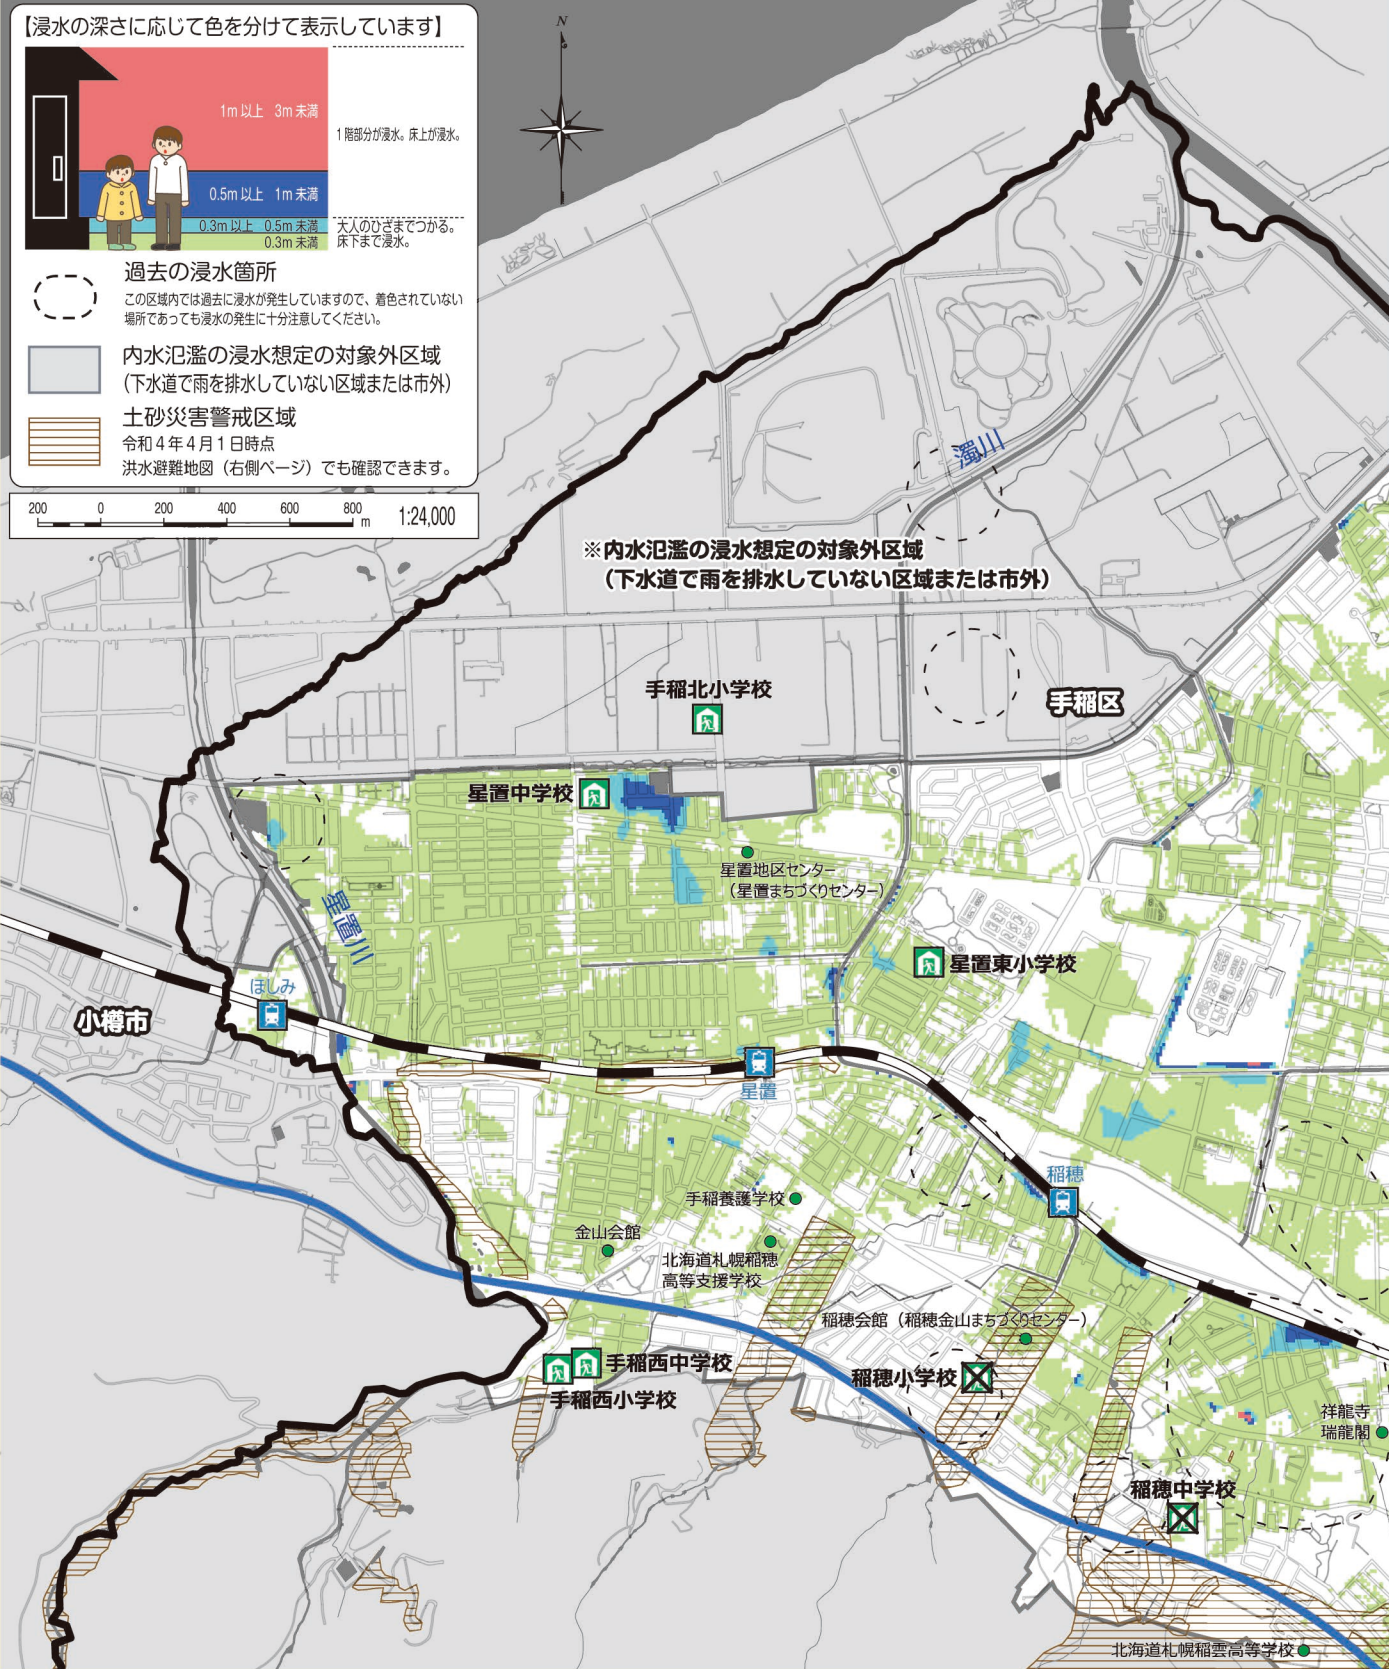 【浸水の深さに応じて色を分けて表示しています】
1m 以上 3m 未満
1階部分が浸水。床上が浸水。
0.5m 以上 1m 未満
0.3m 以上 0.5m 未満
大人のひざまでつかる。
0.3m 未満
床下まで浸水。
過去の浸水箇所
この区域内では過去に浸水が発生していますので、着色されていない
場所であっても浸水の発生に十分注意してください。
内水氾濫の浸水想定の対象外区域
(下水道で雨を排水していない区域または市外)
土砂災害警戒区域
令和4年4月1日時点
洪水避難地図(右側ページ)でも確認できます。
200 0 200 400 600 800 m 1:24,000
N
濁川
※内水氾濫の浸水想定の対象外区域
(下水道で雨を排水していない区域または市外)
手稲北小学校
手稲区
星置中学校
星置地区センター
(星置まちづくりセンター)
星置川
星置東小学校
ほしみ
小樽市
星置
稲穂
手稲養護学校
金山会館
北海道札幌稲穂
高等支援学校
稲穂会館(稲穂金山まちづくりセンター)
手稲西中学校
手稲西小学校
稲穂小学校
祥龍寺
瑞龍閣
稲穂中学校
北海道札幌稲雲高等学校